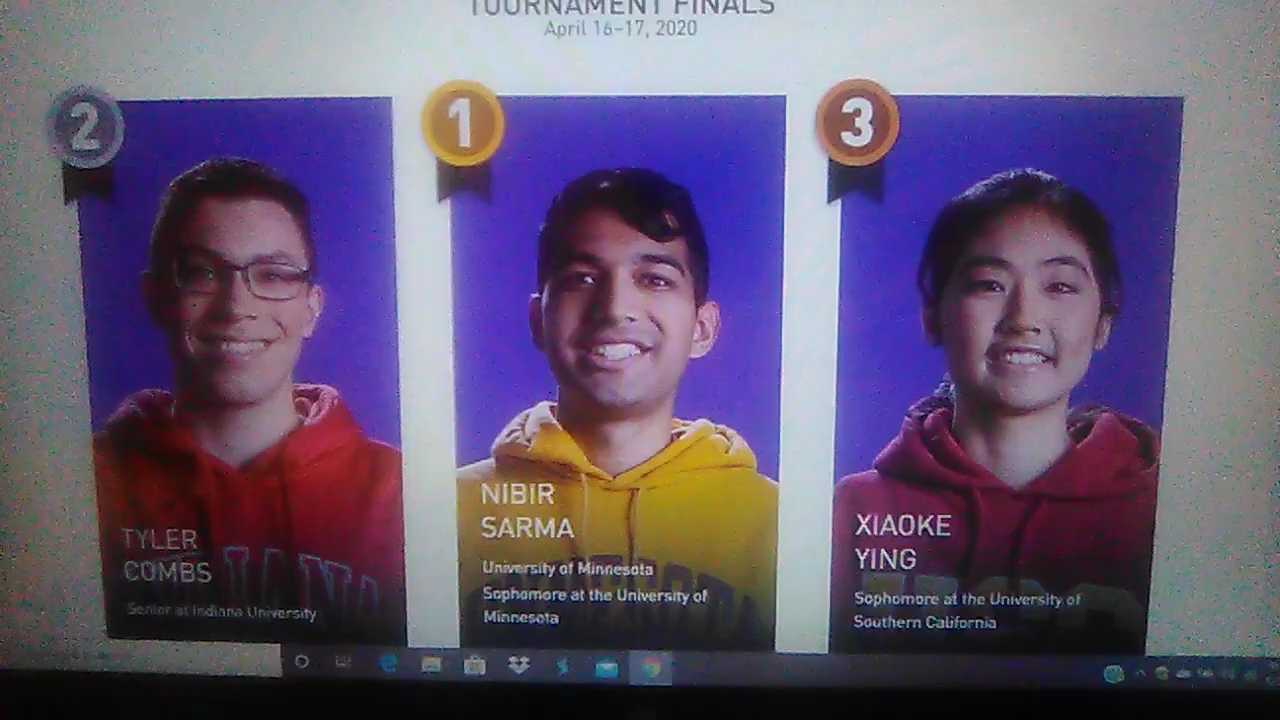 TOURNAMENT FINALS
April 16–17, 2020
2
TYLER
COMBS
Senior at Indiana University
1
NIBIR
SARMA
University of Minnesota
Sophomore at the University of
Minnesota
3
XIAOKE
YING
Sophomore at the University of
Southern California